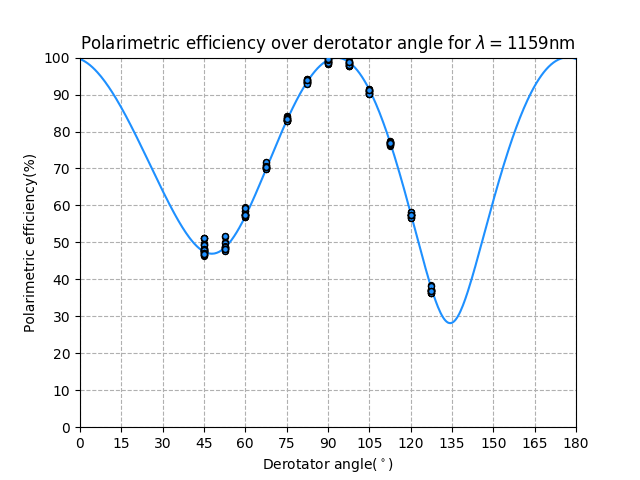 Polarimetric efficiency over derotator angle for λ = 1159nm
Polarimetric efficiency(%)
100
90
80
70
60
50
40
30
20
10
0
0 15 30 45 60 75 90 105 120 135 150 165 180
Derotator angle(°)